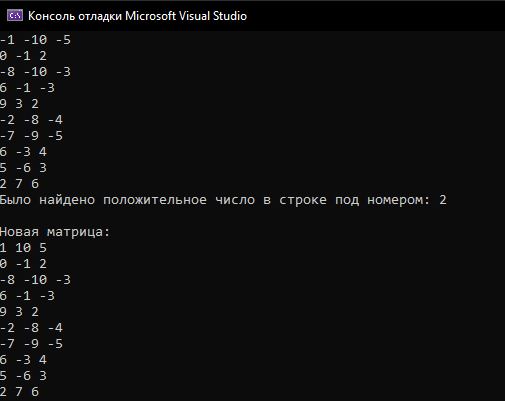 Консоль отладки Microsoft Visual Studio
-1 -10 -5
0 -1 2
-8 -10 -3
6 -1 -3
9 3 2
-2 -8 -4
-7 -9 -5
6 -3 4
5 -6 3
2 7 6
Было найдено положительное число в строке под номером: 2
Новая матрица:
1 10 5
0 -1 2
-8 -10 -3
6 -1 -3
9 3 2
-2 -8 -4
-7 -9 -5
6 -3 4
5 -6 3
2 7 6